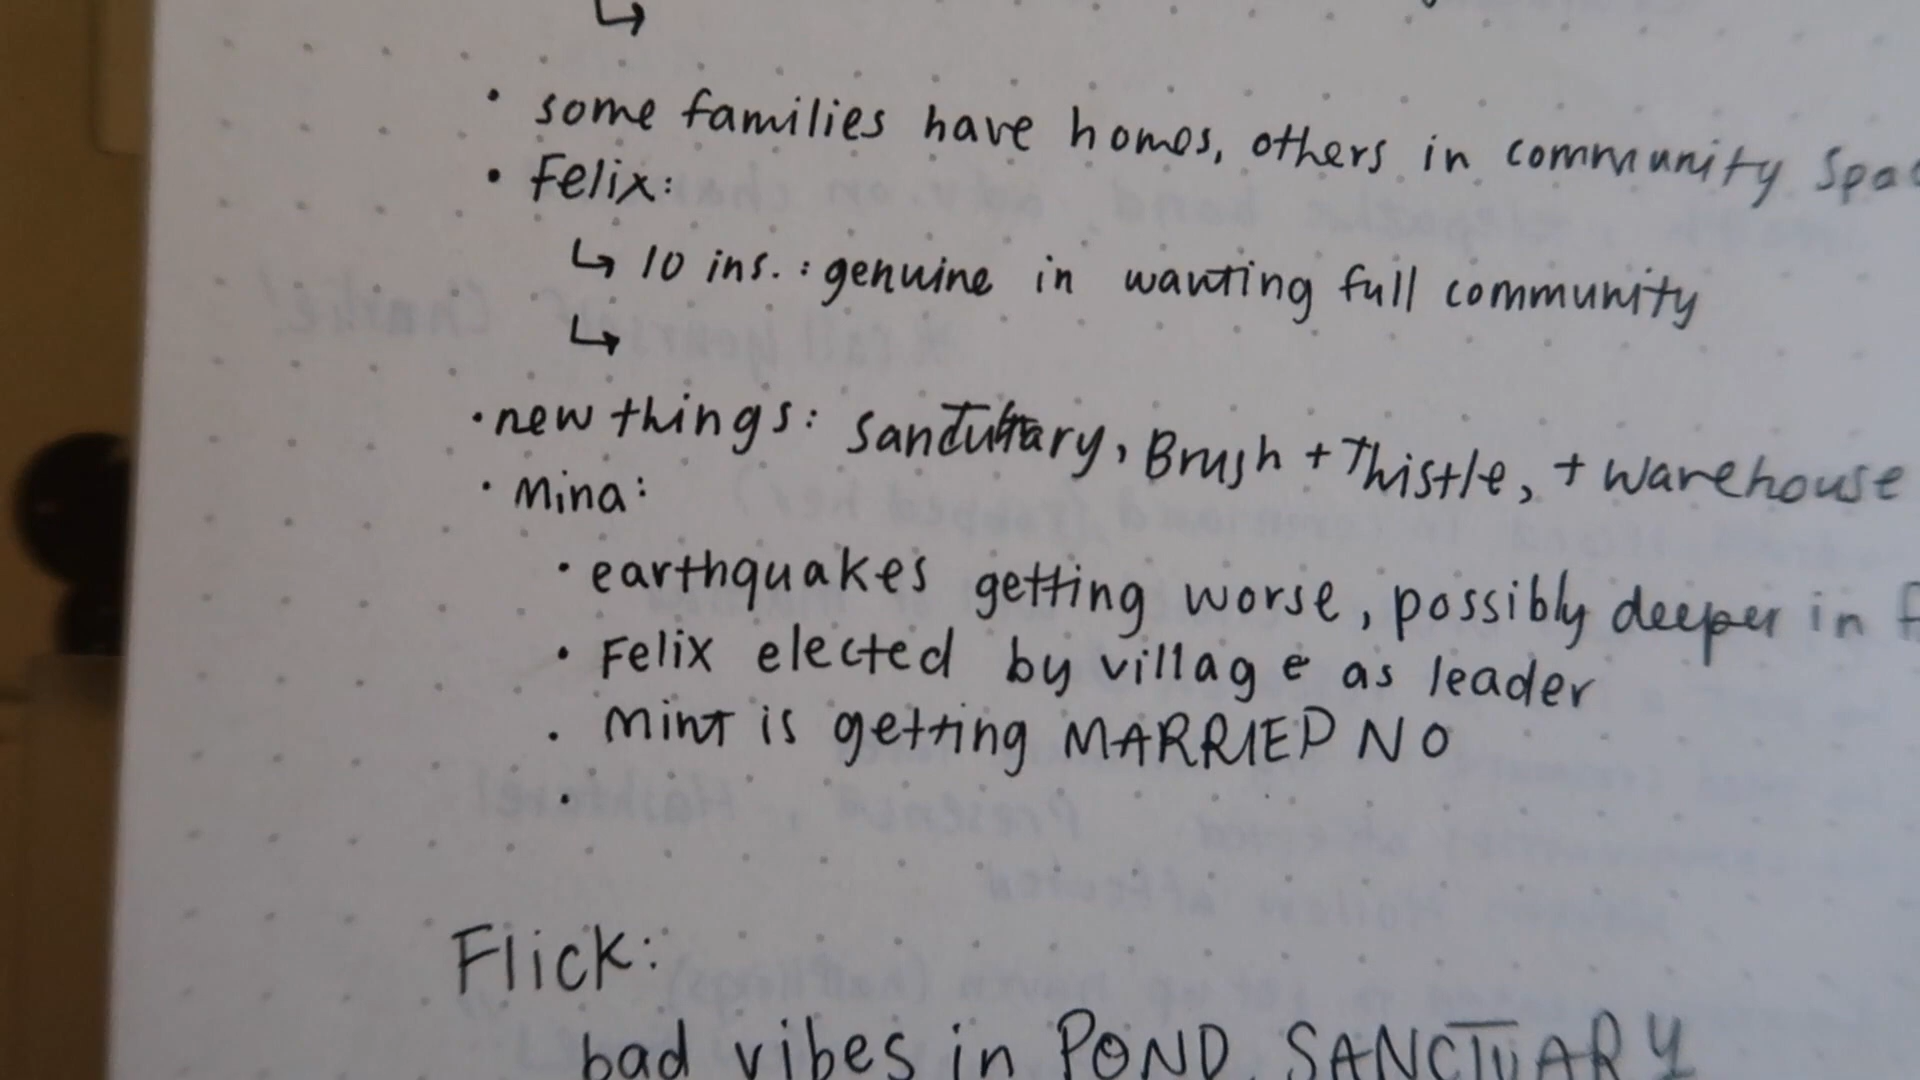 ↳
• some families have homes, others in community Spac
• Felix:
↳ 10 ins. : genuine in wanting full community
↳
• new things: Sanctuary, Brush + Thistle, + Warehouse
• Mina:
• earthquakes getting worse, possibly deeper in f
• Felix elected by village as leader
• Mint is getting MARRIED NO
•
Flick:
bad vibes in POND SANCTUARY